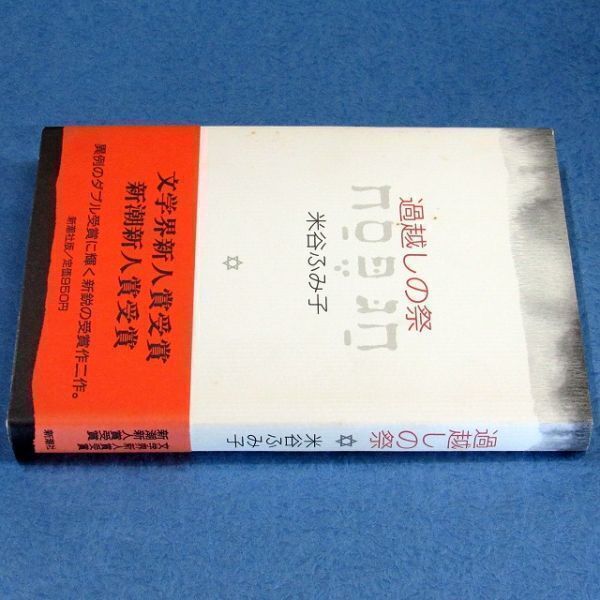 過越しの祭
חג פֶּסַח
米谷ふみ子
文学界新人賞受賞
新潮新人賞受賞
異例のダブル受賞に輝く新鋭の受賞作二作。
新潮社版/定価950円
過越しの祭 ✡ 米谷ふみ子
文学界新人賞受賞
新潮新人賞受賞
新潮社